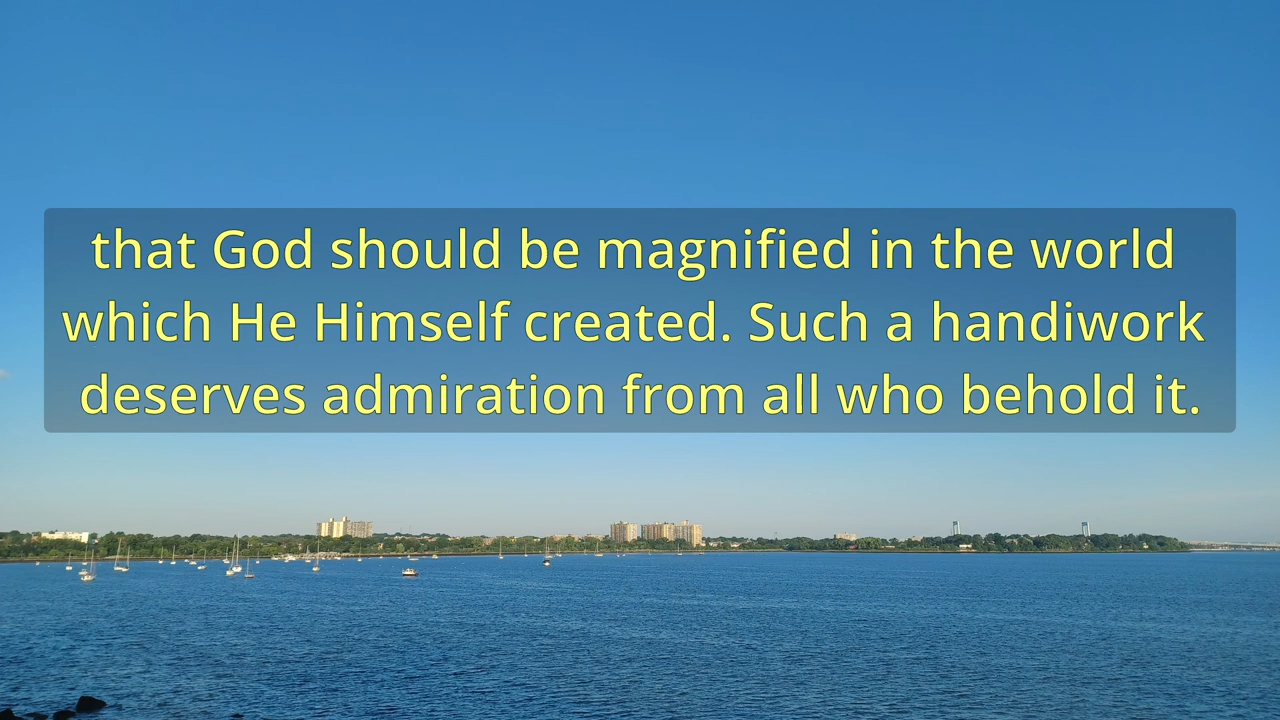 that God should be magnified in the world
which He Himself created. Such a handiwork
deserves admiration from all who behold it.